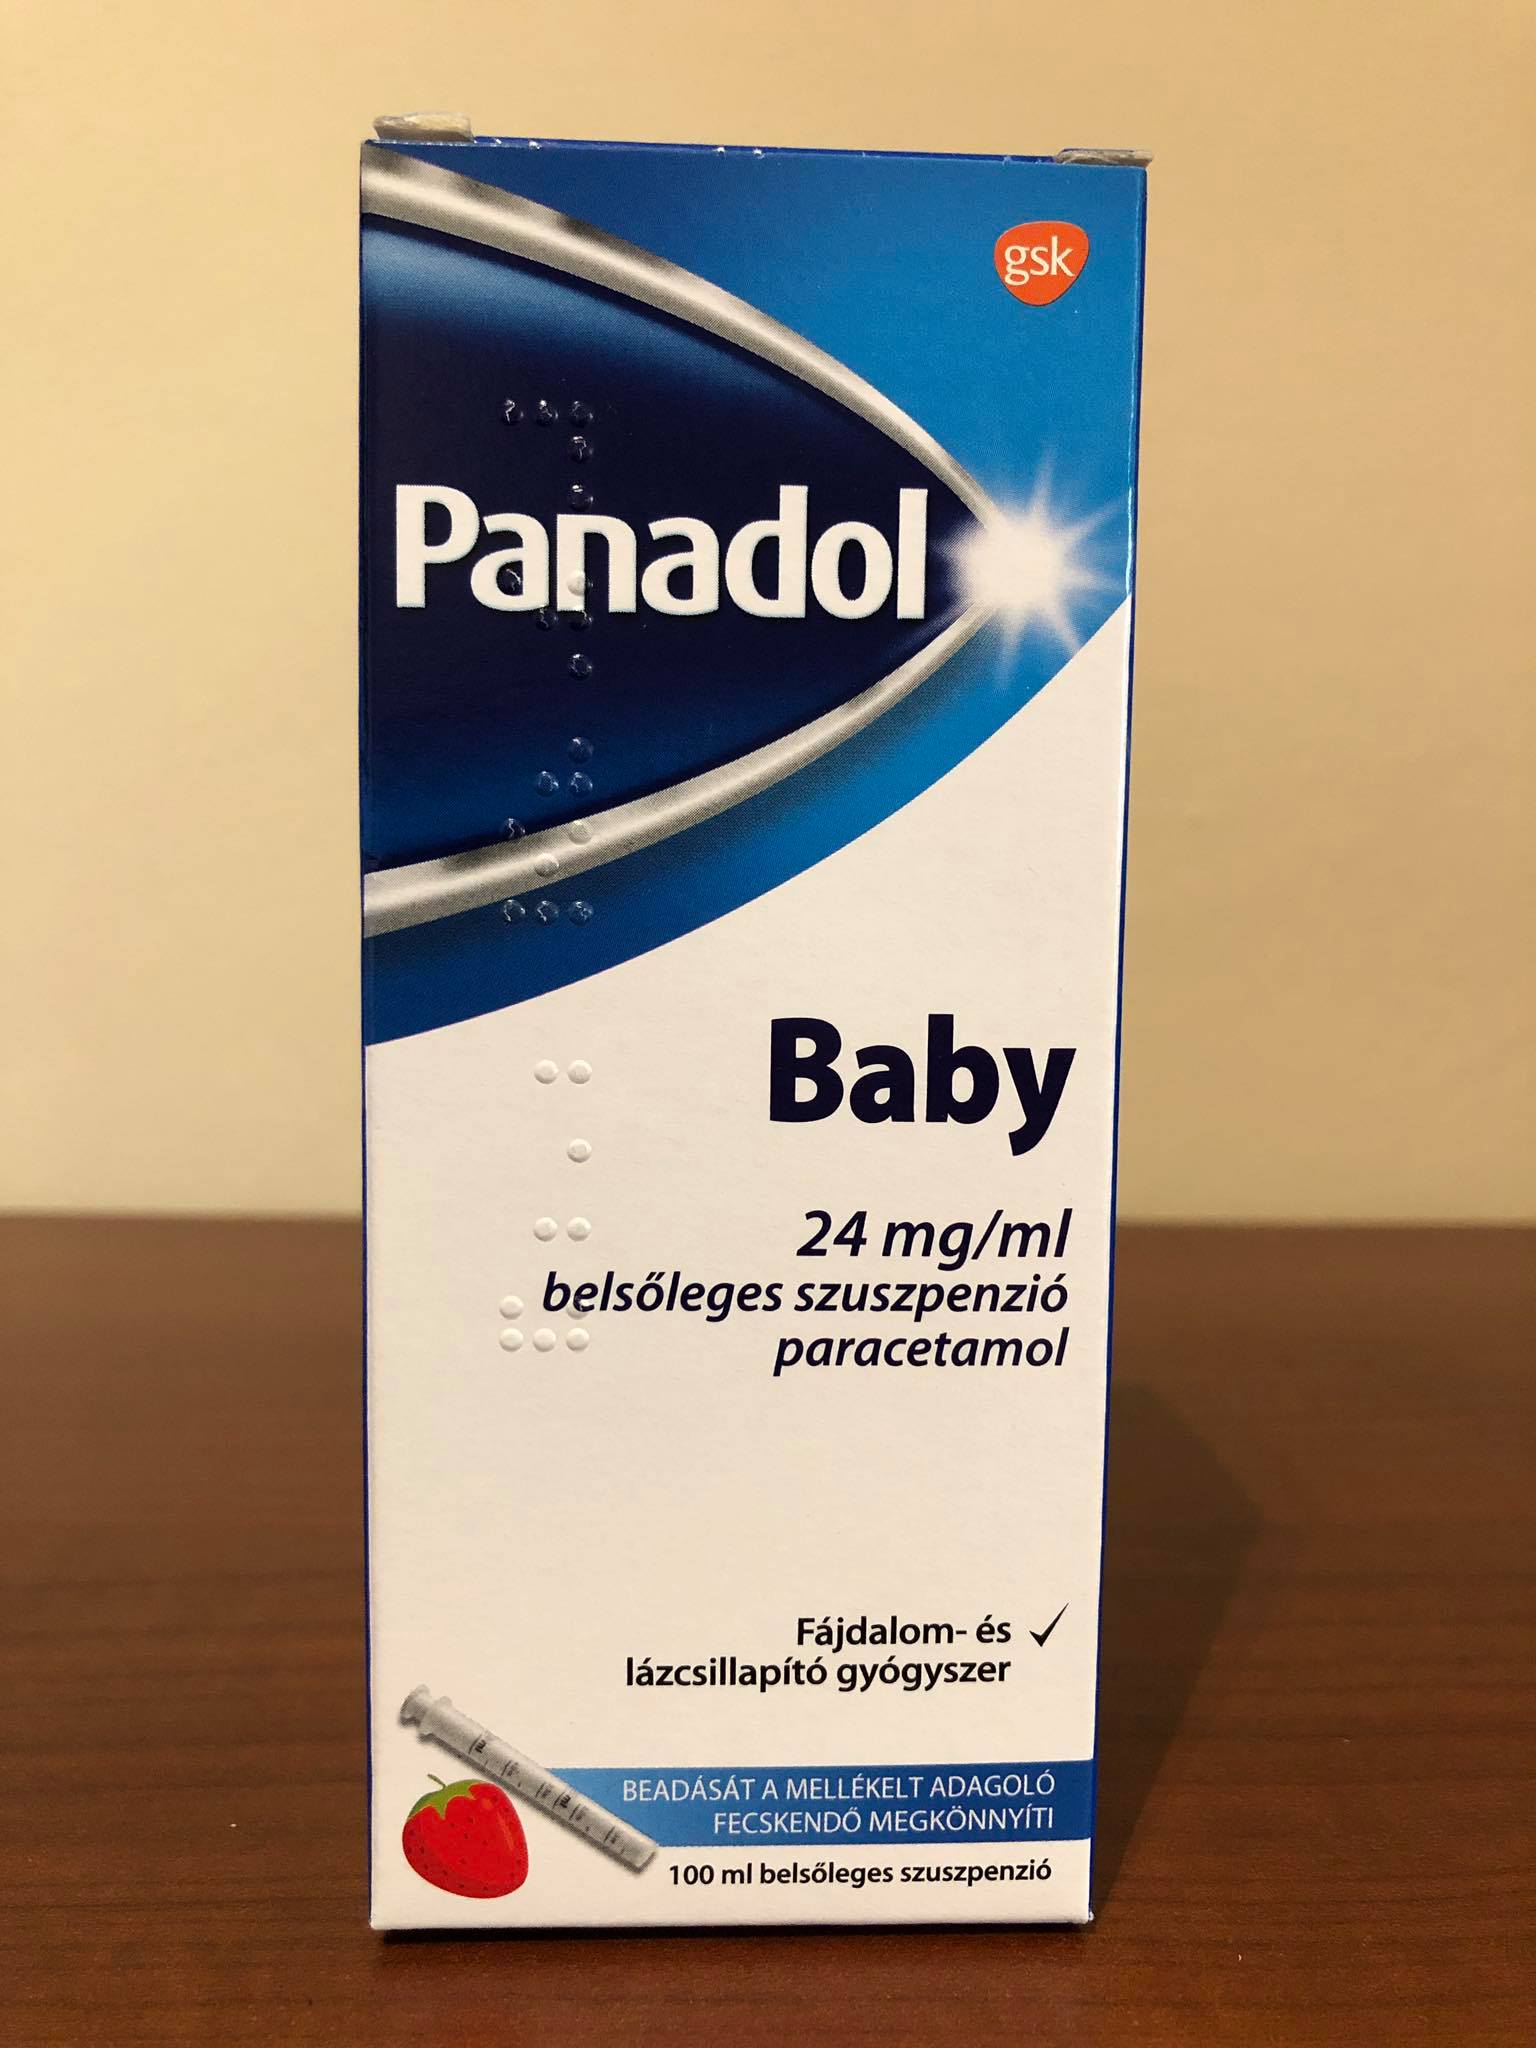 gsk
Panadol
Baby
24 mg/ml
belsőleges szuszpenzió
paracetamol
Fájdalom- és
lázcsillapító gyógyszer
BEADÁSÁT A MELLÉKELT ADAGOLÓ
FECSKENDŐ MEGKÖNNYÍTI
100 ml belsőleges szuszpenzió